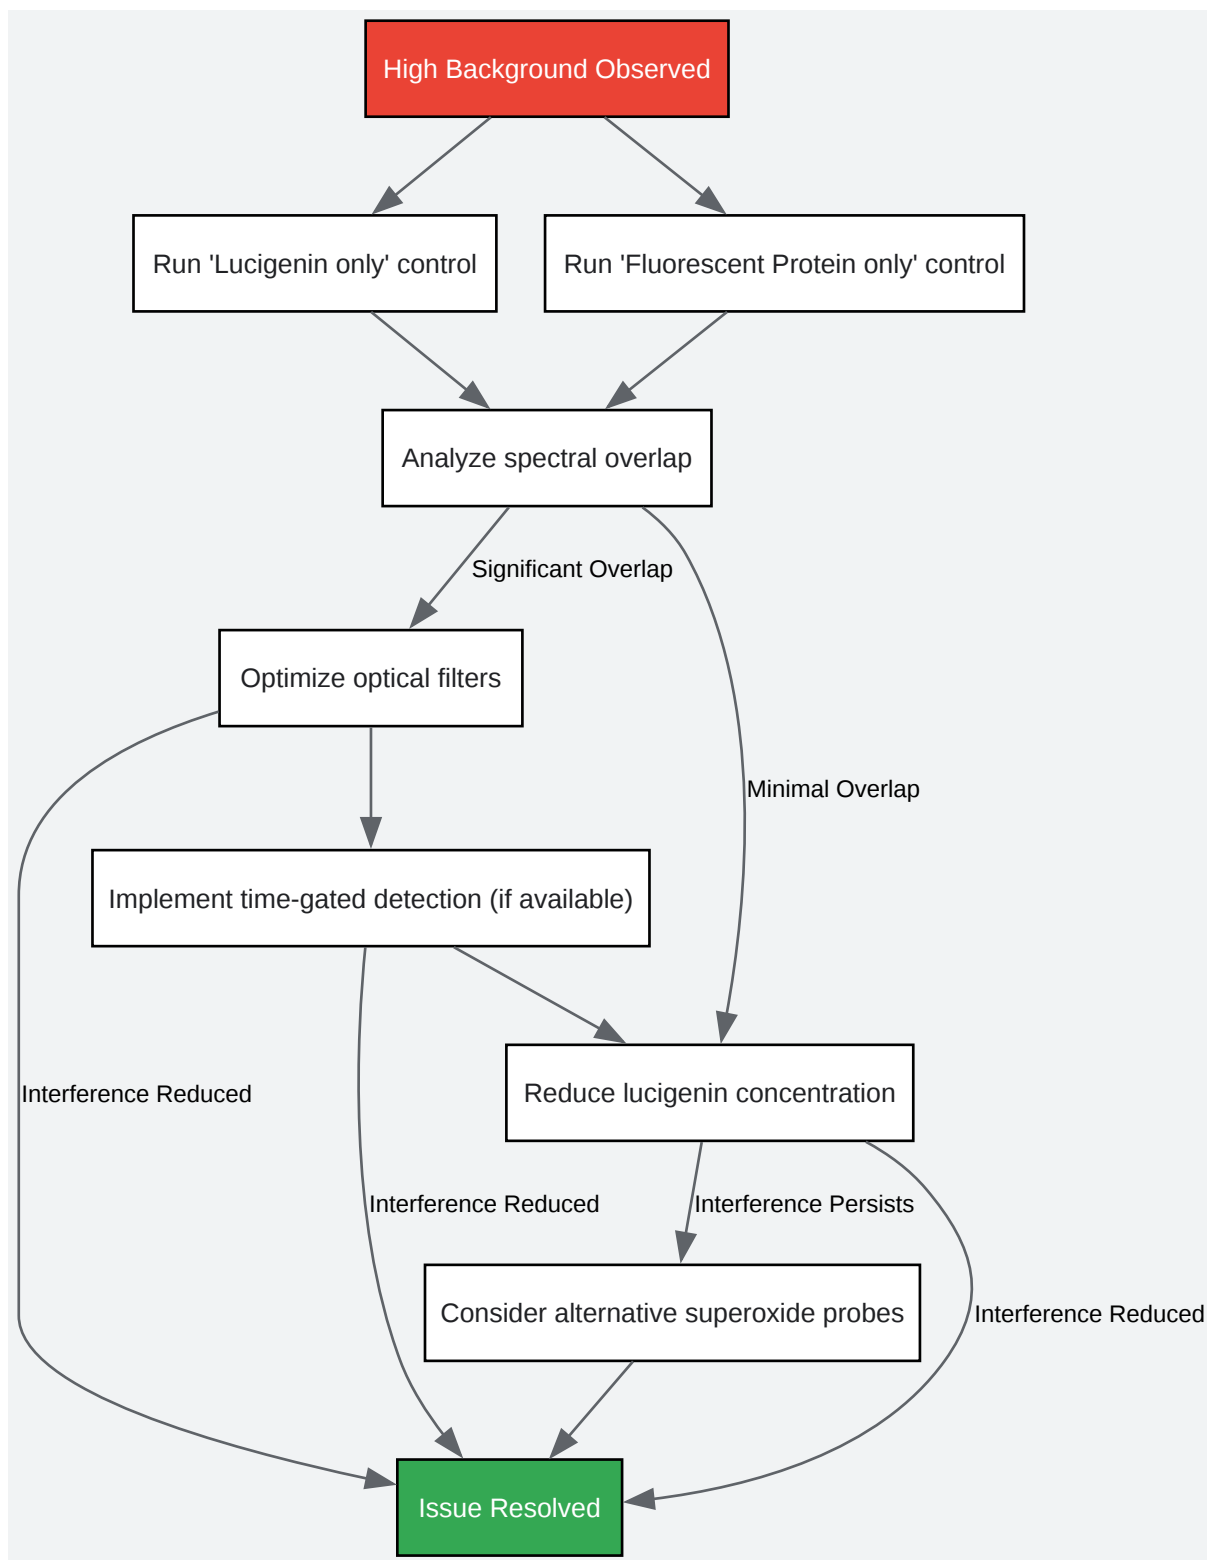 High Background Observed
Run 'Lucigenin only' control
Run 'Fluorescent Protein only' control
Analyze spectral overlap
Significant Overlap
Optimize optical filters
Minimal Overlap
Implement time-gated detection (if available)
Reduce lucigenin concentration
Interference Reduced
Interference Reduced
Interference Persists
Consider alternative superoxide probes
Interference Reduced
Issue Resolved